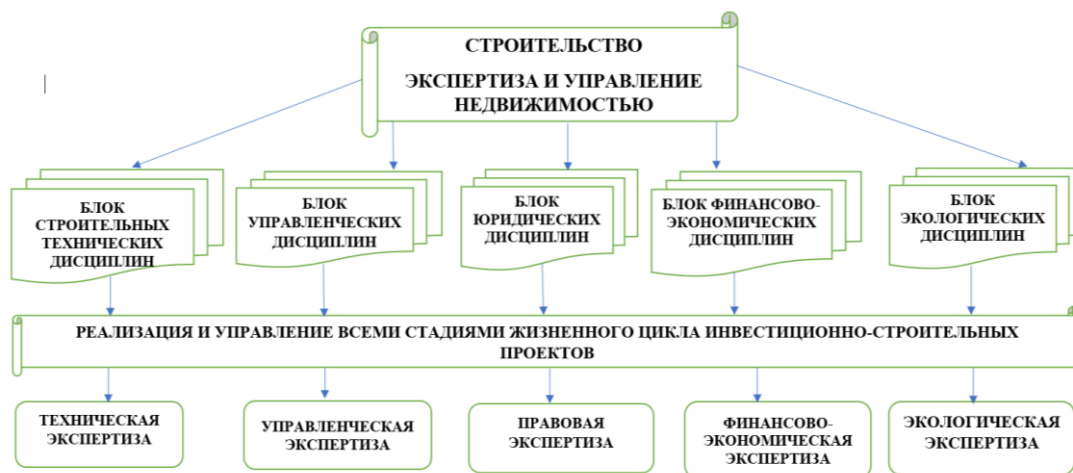 СТРОИТЕЛЬСТВО
ЭКСПЕРТИЗА И УПРАВЛЕНИЕ
НЕДВИЖИМОСТЬЮ
БЛОК
СТРОИТЕЛЬНЫХ
ТЕХНИЧЕСКИХ
ДИСЦИПЛИН
БЛОК
УПРАВЛЕНЧЕСКИХ
ДИСЦИПЛИН
БЛОК
ЮРИДИЧЕСКИХ
ДИСЦИПЛИН
БЛОК ФИНАНСОВО-
ЭКОНОМИЧЕСКИХ
ДИСЦИПЛИН
БЛОК
ЭКОЛОГИЧЕСКИХ
ДИСЦИПЛИН
РЕАЛИЗАЦИЯ И УПРАВЛЕНИЕ ВСЕМИ СТАДИЯМИ ЖИЗНЕННОГО ЦИКЛА ИНВЕСТИЦИОННО-СТРОИТЕЛЬНЫХ
ПРОЕКТОВ
ТЕХНИЧЕСКАЯ
ЭКСПЕРТИЗА
УПРАВЛЕНЧЕСКАЯ
ЭКСПЕРТИЗА
ПРАВОВАЯ
ЭКСПЕРТИЗА
ФИНАНСОВО-
ЭКОНОМИЧЕСКАЯ
ЭКСПЕРТИЗА
ЭКОЛОГИЧЕСКАЯ
ЭКСПЕРТИЗА